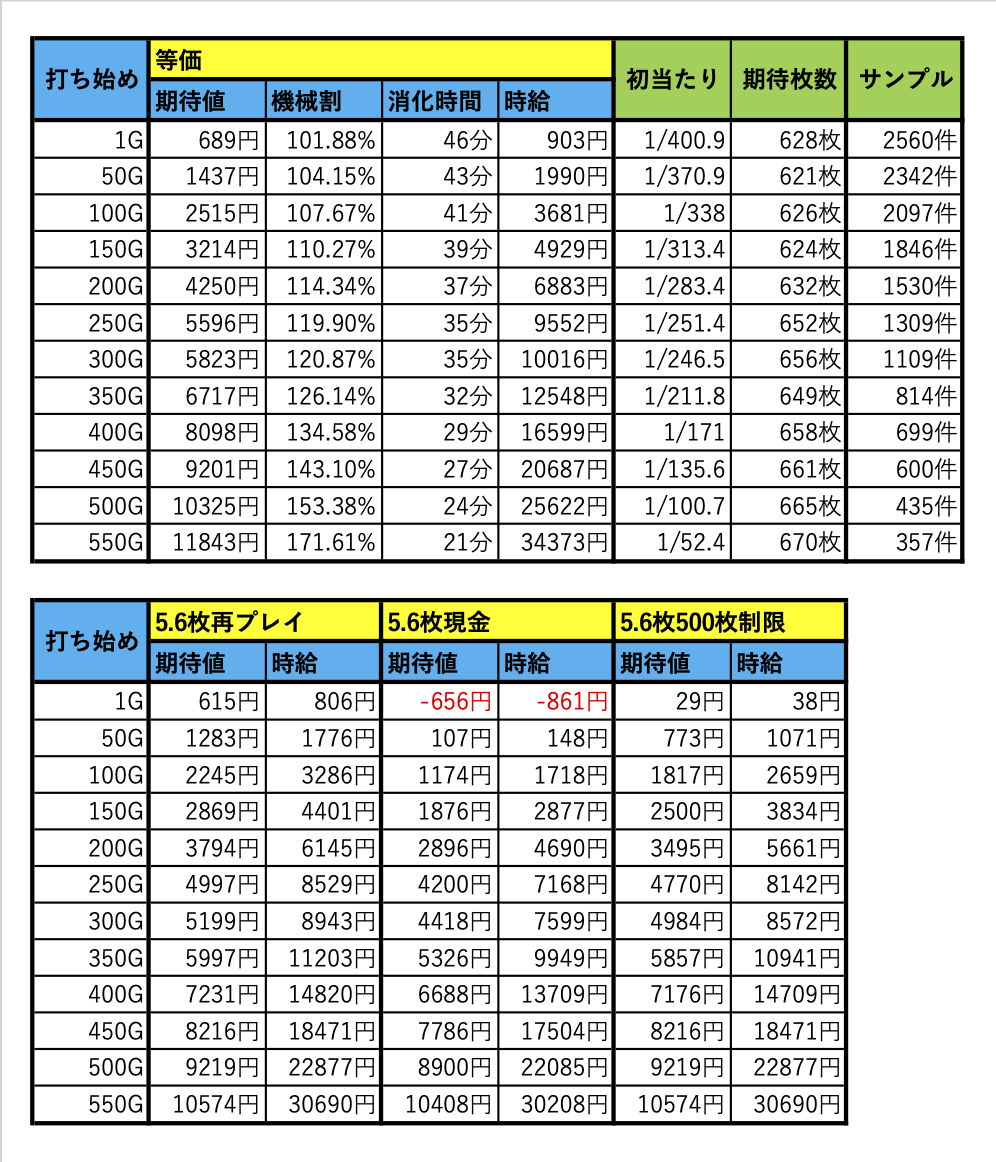 打ち始め 等価 初当たり 期待枚数 サンプル
期待値 機械割 消化時間 時給
1G 689円 101.88% 46分 903円 1/400.9 628枚 2560件
50G 1437円 104.15% 43分 1990円 1/370.9 621枚 2342件
100G 2515円 107.67% 41分 3681円 1/338 626枚 2097件
150G 3214円 110.27% 39分 4929円 1/313.4 624枚 1846件
200G 4250円 114.34% 37分 6883円 1/283.4 632枚 1530件
250G 5596円 119.90% 35分 9552円 1/251.4 652枚 1309件
300G 5823円 120.87% 35分 10016円 1/246.5 656枚 1109件
350G 6717円 126.14% 32分 12548円 1/211.8 649枚 814件
400G 8098円 134.58% 29分 16599円 1/171 658枚 699件
450G 9201円 143.10% 27分 20687円 1/135.6 661枚 600件
500G 10325円 153.38% 24分 25622円 1/100.7 665枚 435件
550G 11843円 171.61% 21分 34373円 1/52.4 670枚 357件
打ち始め 5.6枚再プレイ 5.6枚現金 5.6枚500枚制限
期待値 時給 期待値 時給 期待値 時給
1G 615円 806円 -656円 -861円 29円 38円
50G 1283円 1776円 107円 148円 773円 1071円
100G 2245円 3286円 1174円 1718円 1817円 2659円
150G 2869円 4401円 1876円 2877円 2500円 3834円
200G 3794円 6145円 2896円 4690円 3495円 5661円
250G 4997円 8529円 4200円 7168円 4770円 8142円
300G 5199円 8943円 4418円 7599円 4984円 8572円
350G 5997円 11203円 5326円 9949円 5857円 10941円
400G 7231円 14820円 6688円 13709円 7176円 14709円
450G 8216円 18471円 7786円 17504円 8216円 18471円
500G 9219円 22877円 8900円 22085円 9219円 22877円
550G 10574円 30690円 10408円 30208円 10574円 30690円